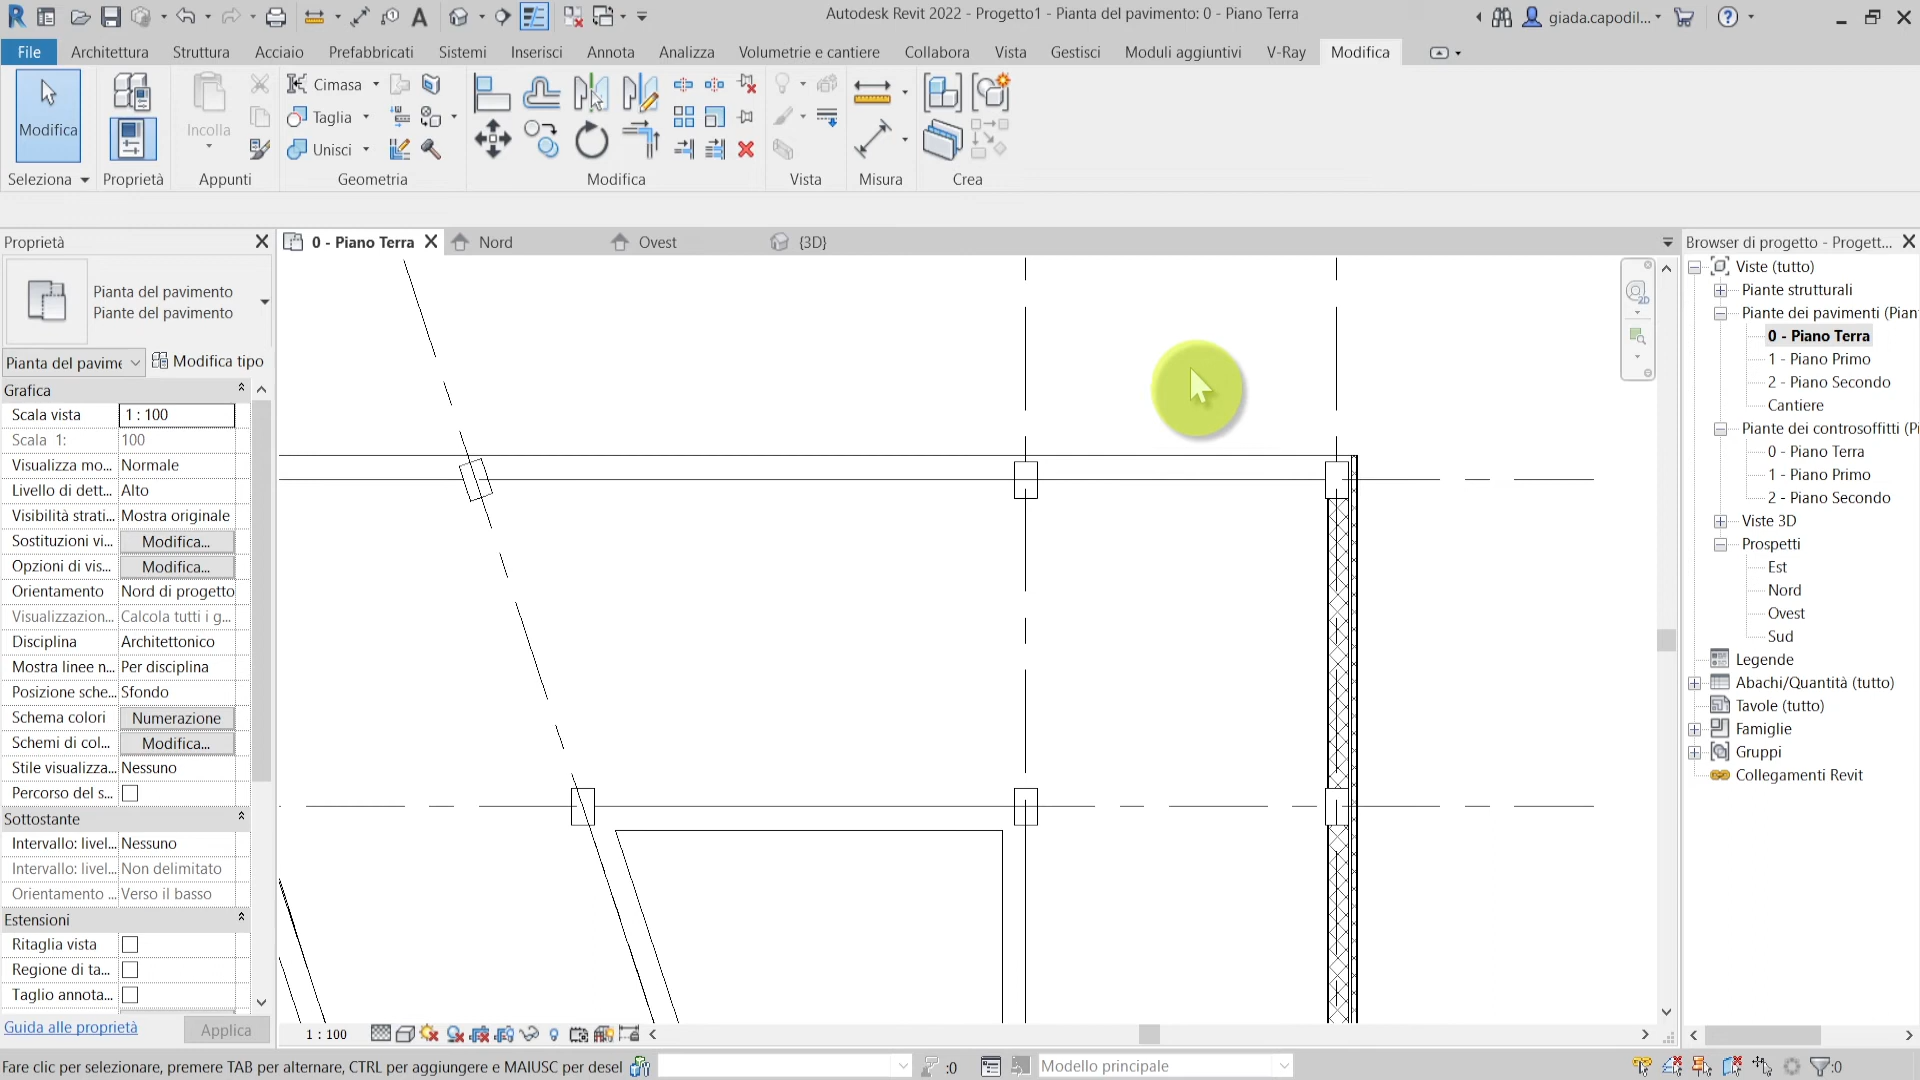 Autodesk Revit 2022 - Progetto1 - Pianta del pavimento: 0 - Piano Terra
giada.capodil...
File Architettura Struttura Acciaio Prefabbricati Sistemi Inserisci Annota Analizza Volumetrie e cantiere Collabora Vista Gestisci Moduli aggiuntivi V-Ray Modifica
Modifica
Incolla
Cimasa
Taglia
Unisci
Seleziona Proprietà Appunti Geometria Modifica Vista Misura Crea
Proprietà
0 - Piano Terra
Nord
Ovest
{3D}
Browser di progetto - Progett...
Pianta del pavimento
Piante del pavimento
Pianta del pavime
Modifica tipo
Grafica
Scala vista 1 : 100
Scala 1: 100
Visualizza mo... Normale
Livello di dett... Alto
Visibilità strati... Mostra originale
Sostituzioni vi... Modifica...
Opzioni di vis... Modifica...
Orientamento Nord di progetto
Visualizzazion... Calcola tutti i g...
Disciplina Architettonico
Mostra linee n... Per disciplina
Posizione sche... Sfondo
Schema colori Numerazione
Schemi di col... Modifica...
Stile visualizza... Nessuno
Percorso del s...
Sottostante
Intervallo: livel... Nessuno
Intervallo: livel... Non delimitato
Orientamento ... Verso il basso
Estensioni
Ritaglia vista
Regione di ta...
Taglio annota...
Guida alle proprietà
Applica
2D
Viste (tutto)
Piante strutturali
Piante dei pavimenti (Pian
0 - Piano Terra
1 - Piano Primo
2 - Piano Secondo
Cantiere
Piante dei controsoffitti (Pi
0 - Piano Terra
1 - Piano Primo
2 - Piano Secondo
Viste 3D
Prospetti
Est
Nord
Ovest
Sud
Legende
Abachi/Quantità (tutto)
Tavole (tutto)
Famiglie
Gruppi
Collegamenti Revit
1 : 100
Fare clic per selezionare, premere TAB per alternare, CTRL per aggiungere e MAIUSC per desel
:0
Modello principale
:0